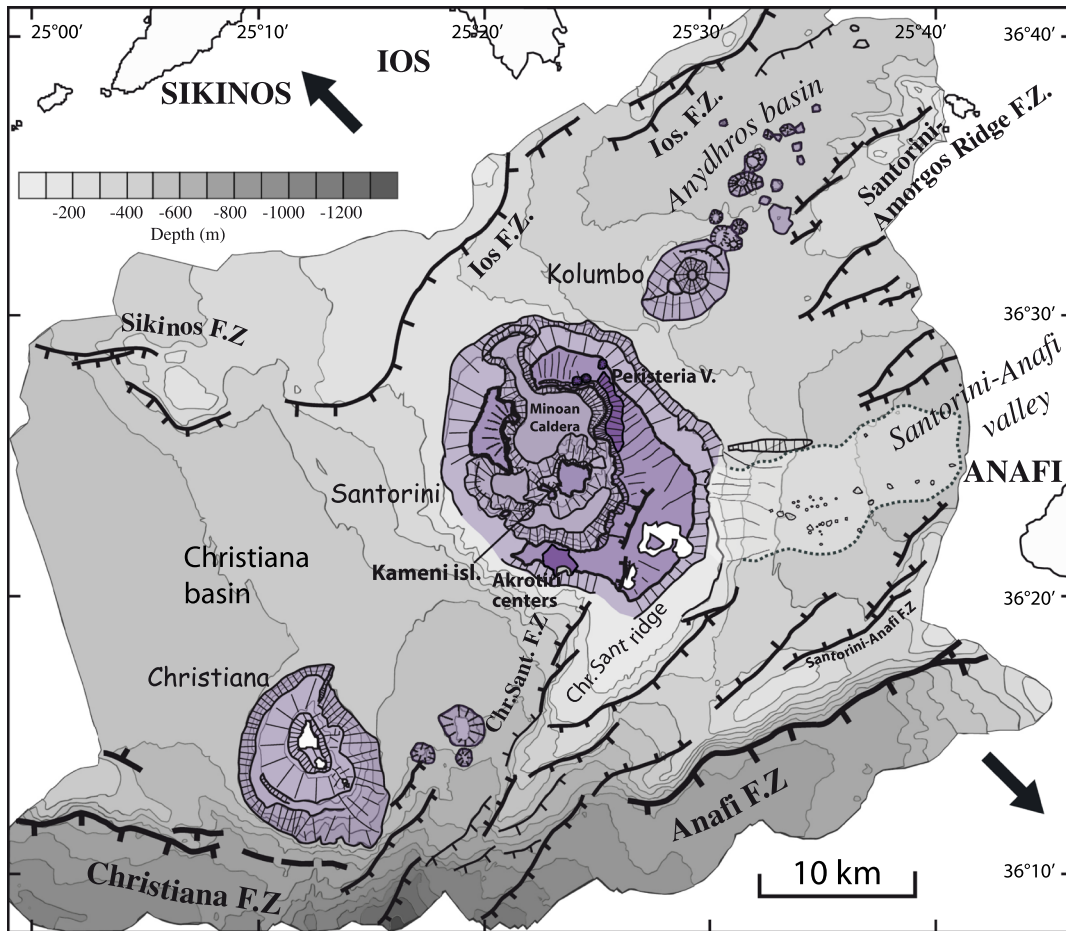 25°00′
25°10′
25°20′
25°30′
25°40′
36°40′
IOS
SIKINOS
Ios. F.Z.
Anydhros basin
Santorini-
Amorgos Ridge F.Z.
-200 -400 -600 -800 -1000 -1200
Depth (m)
Ios F.Z.
Kolumbo
36°30′
Sikinos F.Z
Peristeria V.
Santorini-Anafi
valley
Minoan
Caldera
ANAFI
Santorini
Christiana
basin
Kameni isl.
Akrotiri
centers
36°20′
Chr.Sant. F.Z
Chr.Sant ridge
Santorini-Anafi F.Z
Christiana
Anafi F.Z
Christiana F.Z
10 km
36°10′